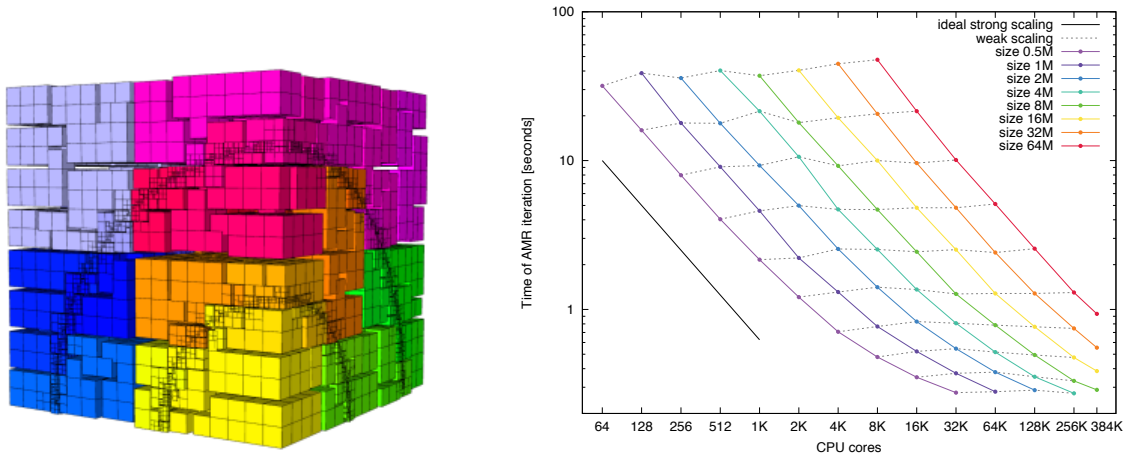 100
10
1
Time of AMR iteration [seconds]
ideal strong scaling
weak scaling
size 0.5M
size 1M
size 2M
size 4M
size 8M
size 16M
size 32M
size 64M
64 128 256 512 1K 2K 4K 8K 16K 32K 64K 128K 256K 384K
CPU cores